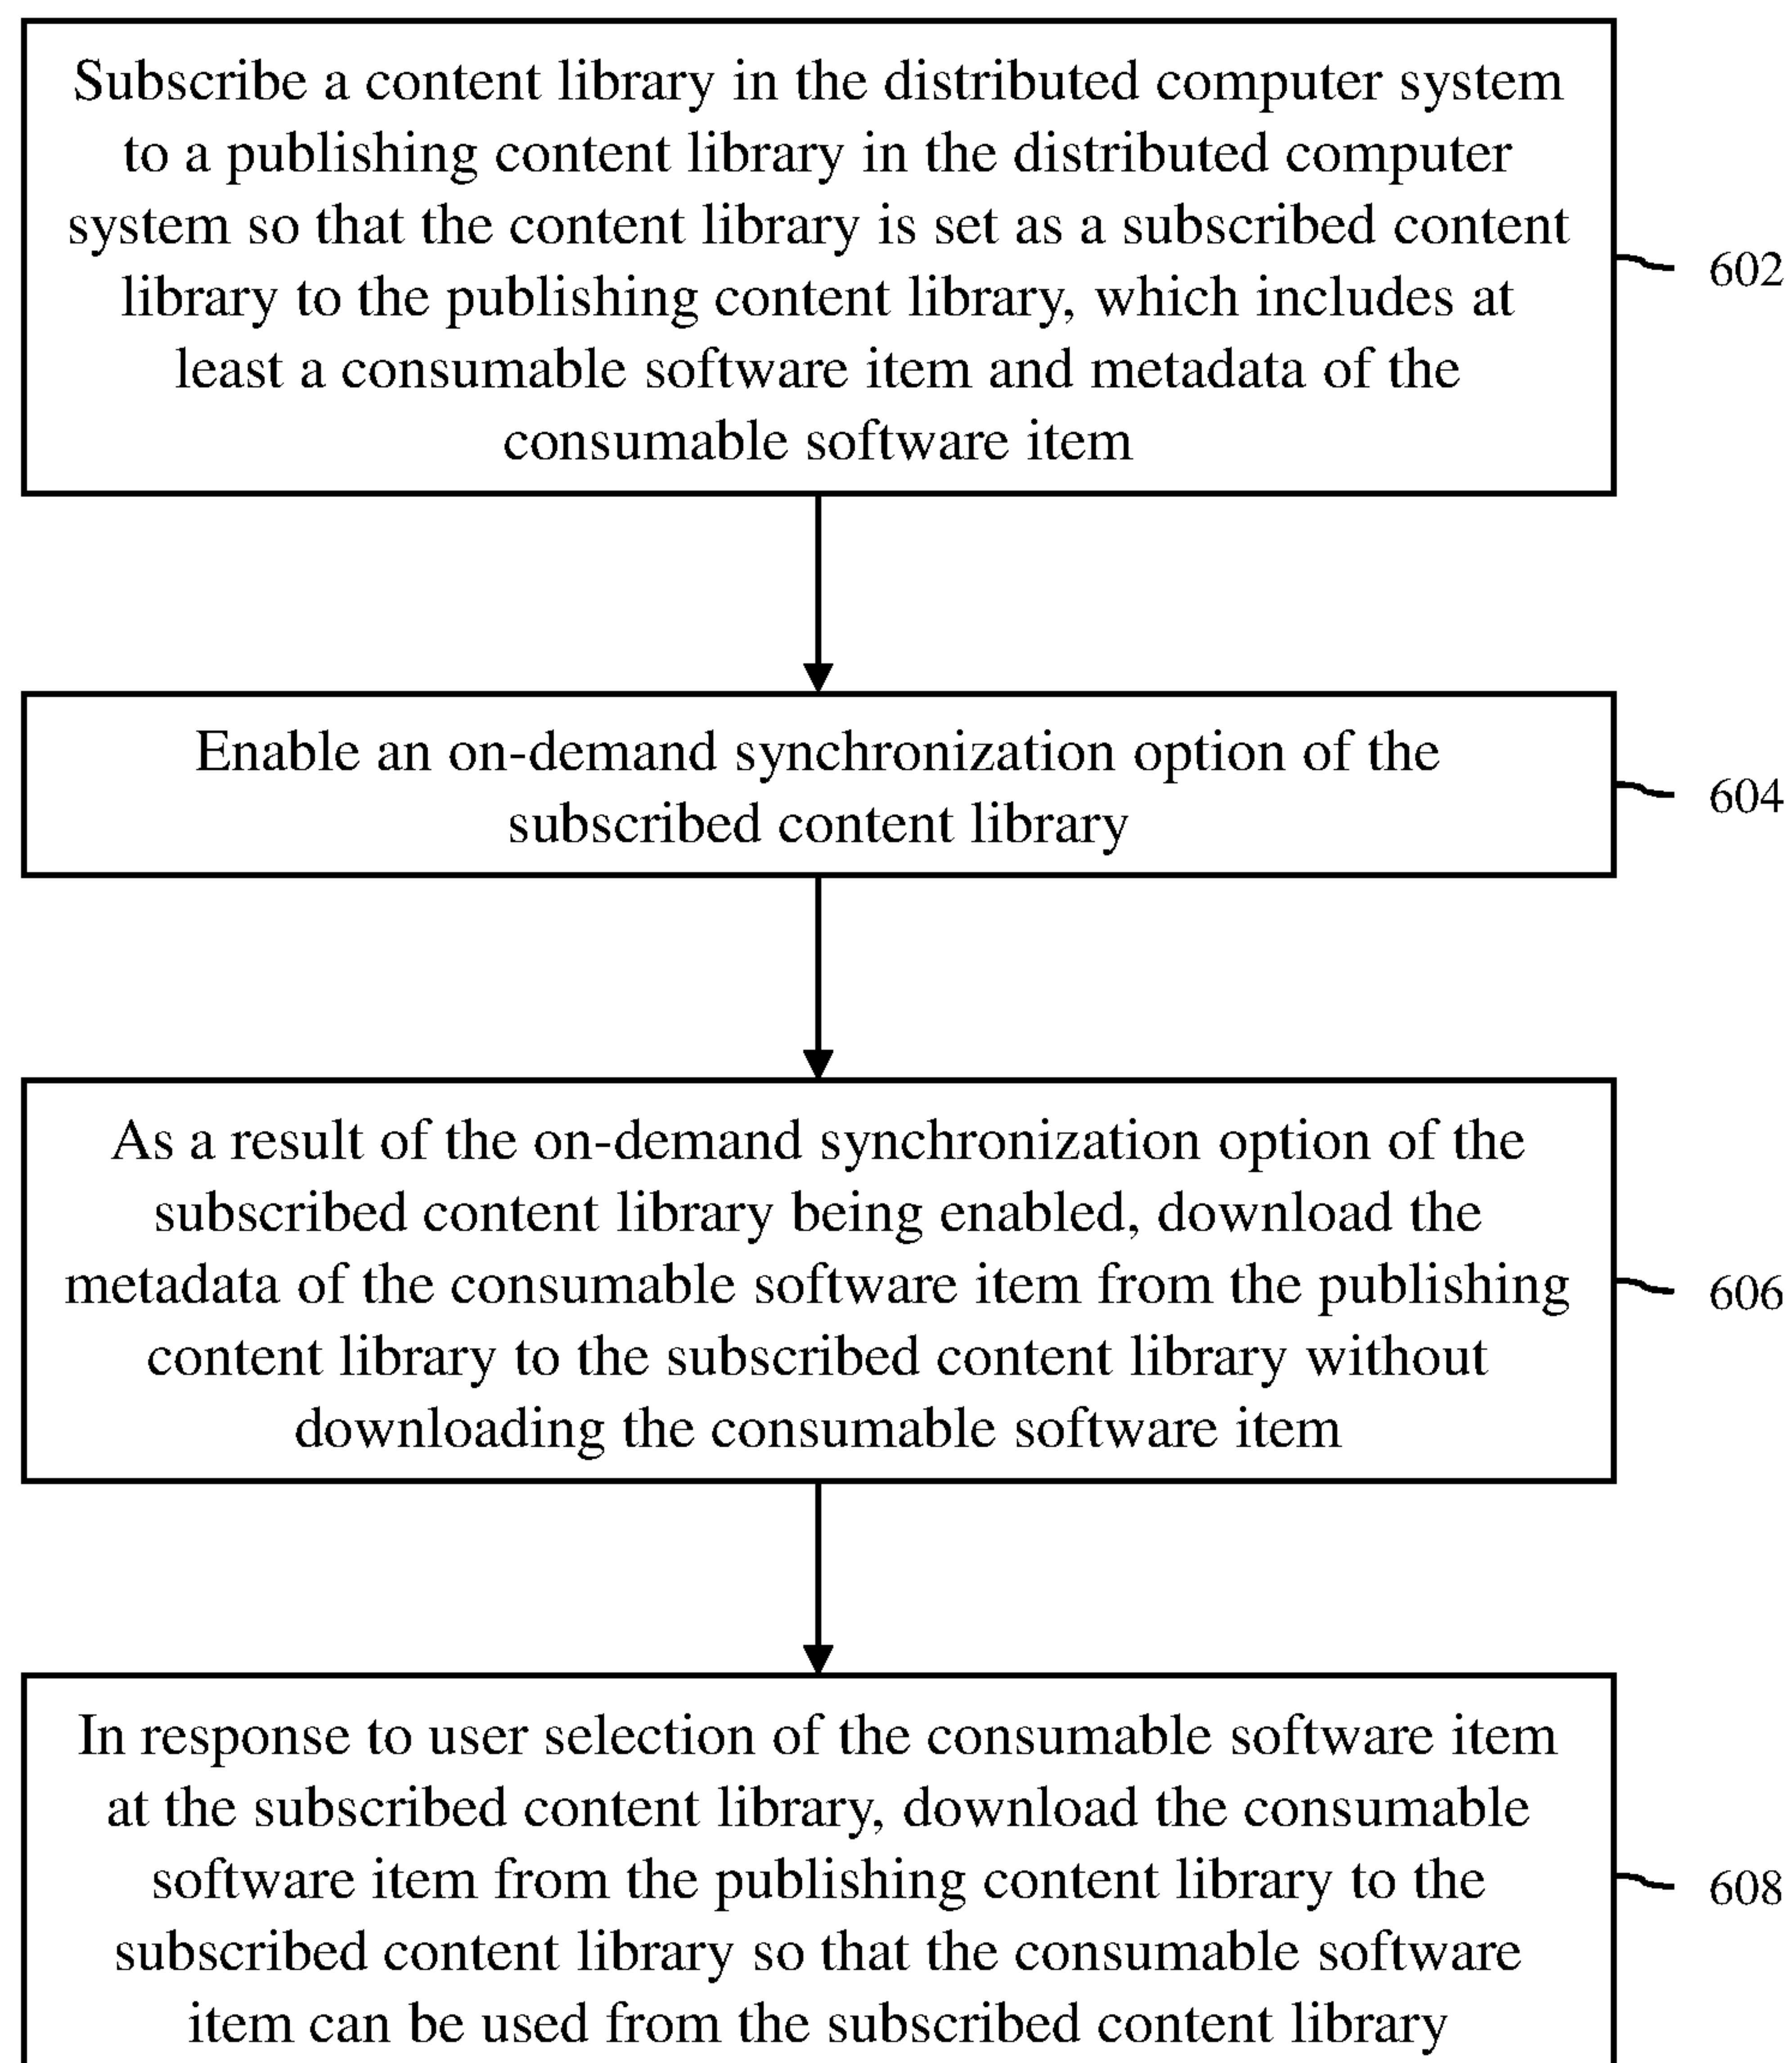 Subscribe a content library in the distributed computer system
to a publishing content library in the distributed computer
system so that the content library is set as a subscribed content
library to the publishing content library, which includes at
least a consumable software item and metadata of the
consumable software item
602
Enable an on-demand synchronization option of the
subscribed content library
604
As a result of the on-demand synchronization option of the
subscribed content library being enabled, download the
metadata of the consumable software item from the publishing
content library to the subscribed content library without
downloading the consumable software item
606
In response to user selection of the consumable software item
at the subscribed content library, download the consumable
software item from the publishing content library to the
subscribed content library so that the consumable software
item can be used from the subscribed content library
608